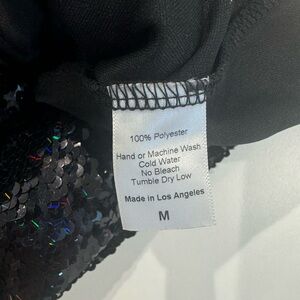 100% Polyester
Hand or Machine Wash
Cold Water
No Bleach
Tumble Dry Low
Made in Los Angeles
M